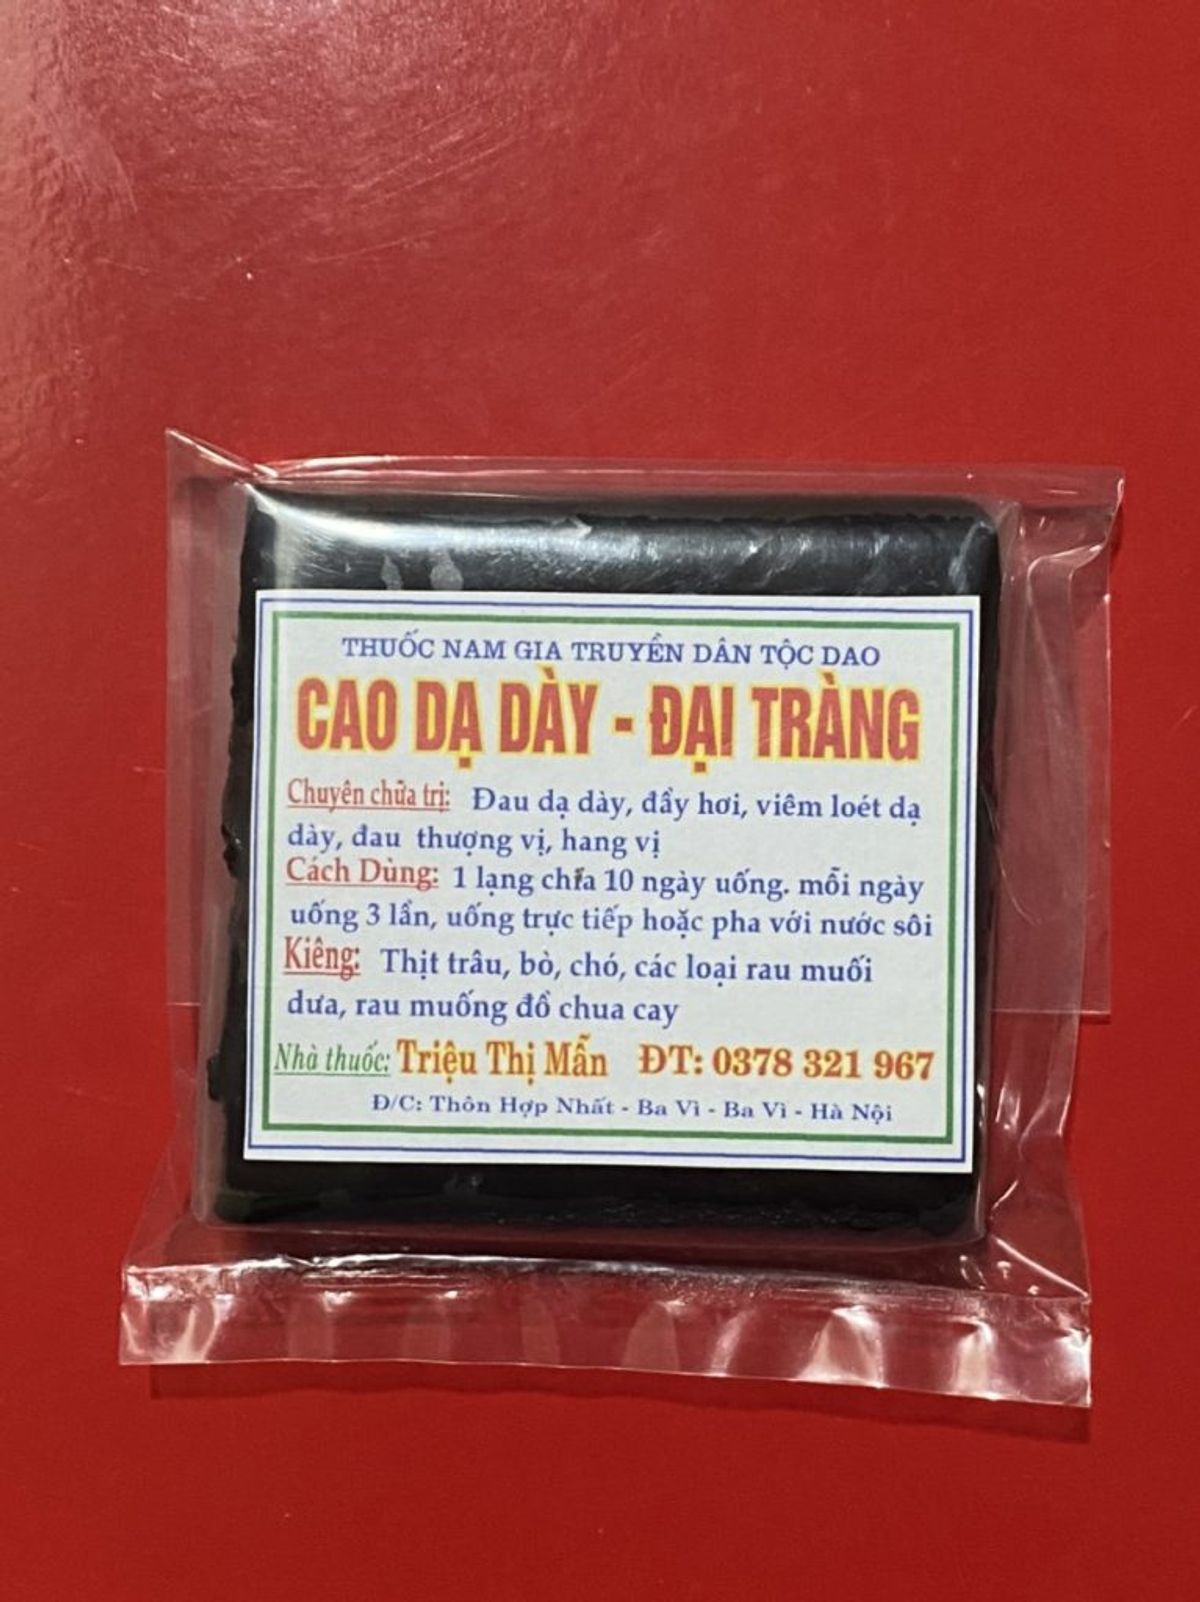 THUỐC NAM GIA TRUYỀN DÂN TỘC DAO
CAO DẠ DÀY - ĐẠI TRÀNG
Chuyên chữa trị: Đau dạ dày, đầy hơi, viêm loét dạ
dày, đau thượng vị, hang vị
Cách Dùng: 1 lạng chia 10 ngày uống. mỗi ngày
uống 3 lần, uống trực tiếp hoặc pha với nước sôi
Kiêng: Thịt trâu, bò, chó, các loại rau muối
dưa, rau muống đồ chua cay
Nhà thuốc: Triệu Thị Mẫn ĐT: 0378 321 967
Đ/C: Thôn Hợp Nhất - Ba Vì - Ba Vì - Hà Nội